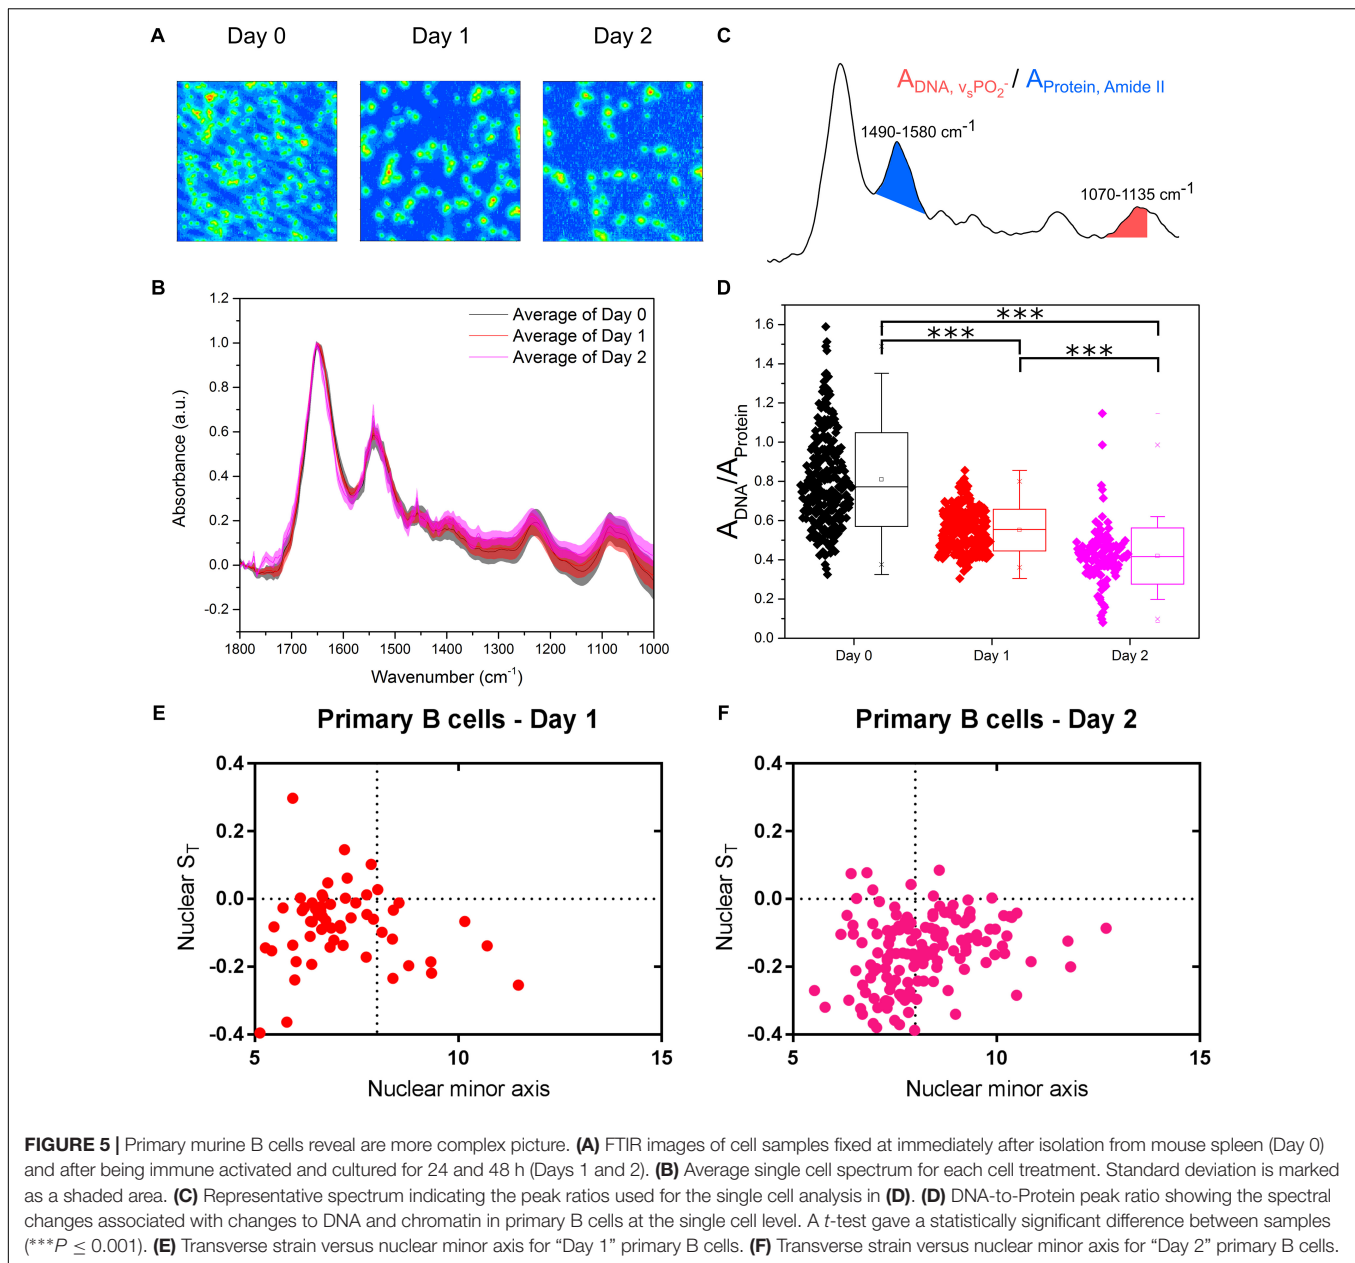 A
Day 0
Day 1
Day 2
C
A_DNA, v_sPO_2^- / A_Protein, Amide II
1490-1580 cm^-1
1070-1135 cm^-1
B
1.2
1.0
0.8
0.6
0.4
0.2
0.0
-0.2
Absorbance (a.u.)
Average of Day 0
Average of Day 1
Average of Day 2
1800 1700 1600 1500 1400 1300 1200 1100 1000
Wavenumber (cm^-1)
D
1.6
1.4
1.2
1.0
0.8
0.6
0.4
0.2
0.0
A_DNA/A_Protein
***
***
***
Day 0
Day 1
Day 2
E
Primary B cells - Day 1
0.4
0.2
0.0
-0.2
-0.4
Nuclear S_T
5 10 15
Nuclear minor axis
F
Primary B cells - Day 2
0.4
0.2
0.0
-0.2
-0.4
Nuclear S_T
5 10 15
Nuclear minor axis
FIGURE 5 | Primary murine B cells reveal are more complex picture. (A) FTIR images of cell samples fixed at immediately after isolation from mouse spleen (Day 0)
and after being immune activated and cultured for 24 and 48 h (Days 1 and 2). (B) Average single cell spectrum for each cell treatment. Standard deviation is marked
as a shaded area. (C) Representative spectrum indicating the peak ratios used for the single cell analysis in (D). (D) DNA-to-Protein peak ratio showing the spectral
changes associated with changes to DNA and chromatin in primary B cells at the single cell level. A t-test gave a statistically significant difference between samples
(***P ≤ 0.001). (E) Transverse strain versus nuclear minor axis for “Day 1” primary B cells. (F) Transverse strain versus nuclear minor axis for “Day 2” primary B cells.